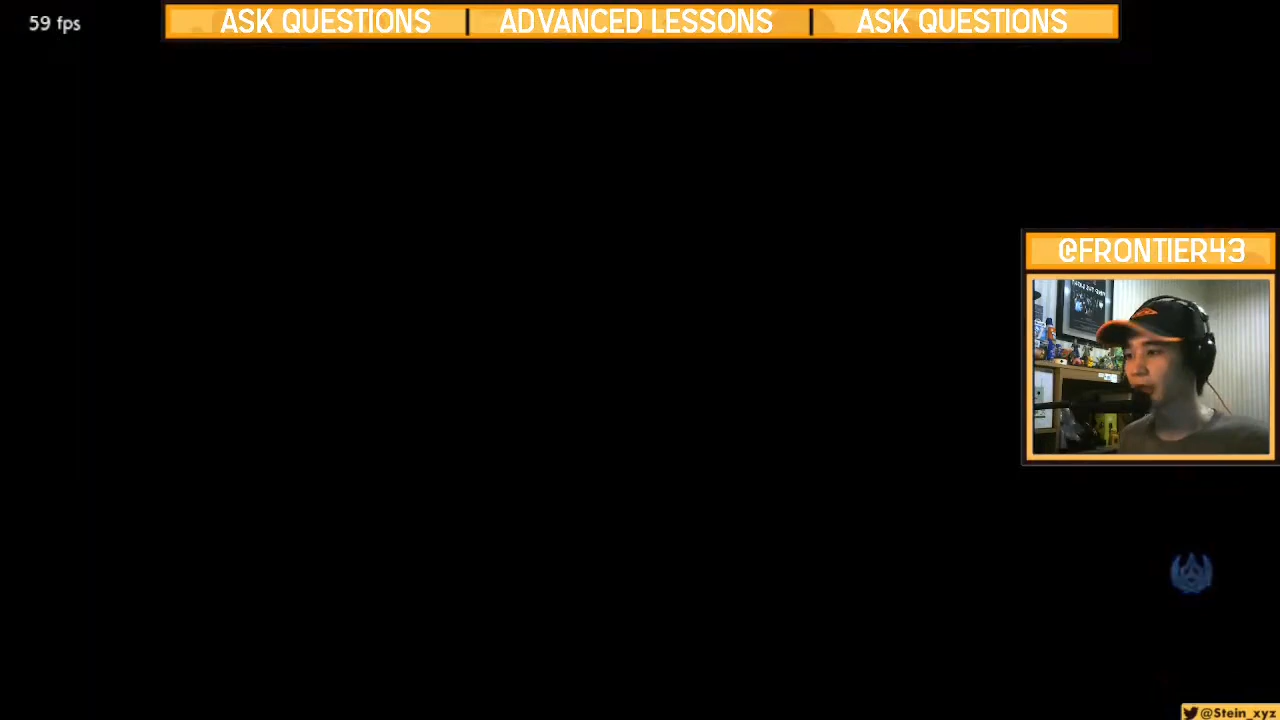 59 fps
ASK QUESTIONS | ADVANCED LESSONS | ASK QUESTIONS
@FRONTIER43
@Stein_xyz